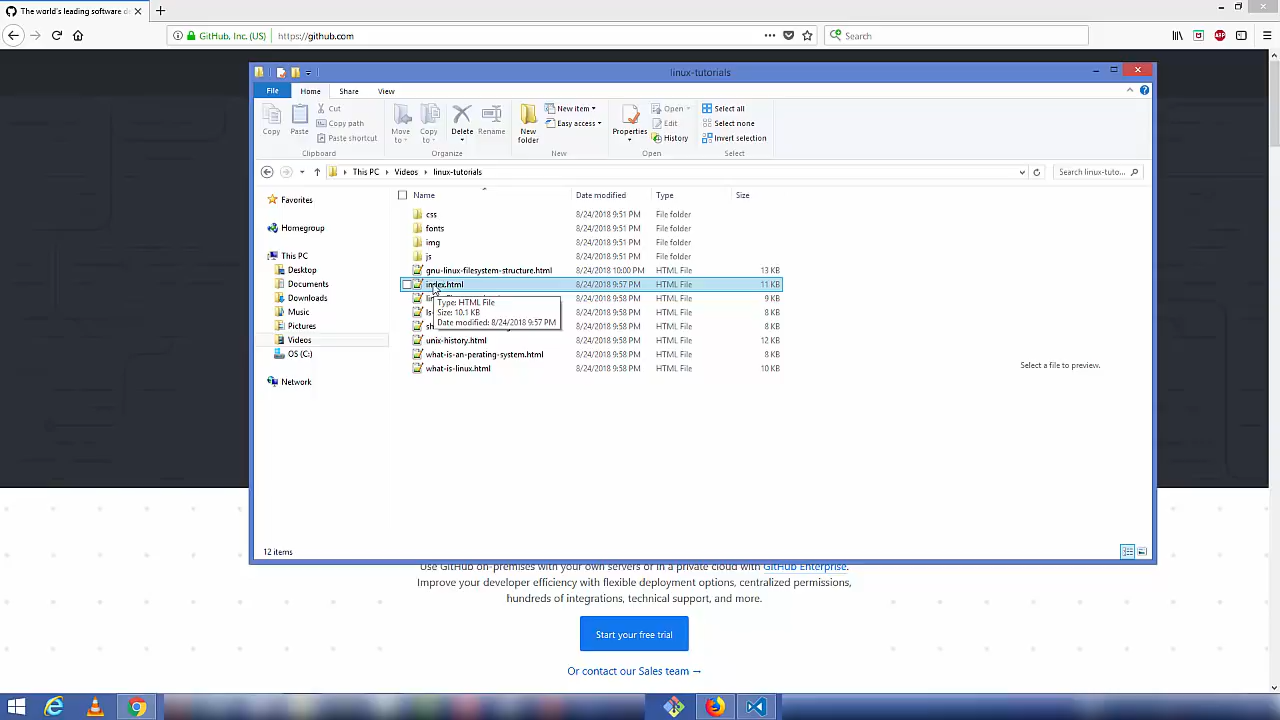 The world's leading software d
GitHub, Inc. (US)
https://github.com
Search
ABP
linux-tutorials
File
Home
Share
View
Copy
Paste
Cut
Copy path
Paste shortcut
Clipboard
Move to
Copy to
Delete
Rename
Organize
New folder
New item
Easy access
New
Properties
Open
Edit
History
Open
Select all
Select none
Invert selection
Select
This PC
Videos
linux-tutorials
Search linux-tuto...
Name
Date modified
Type
Size
Favorites
Homegroup
This PC
Desktop
Documents
Downloads
Music
Pictures
Videos
OS (C:)
Network
css 8/24/2018 9:51 PM File folder
fonts 8/24/2018 9:51 PM File folder
img 8/24/2018 9:51 PM File folder
js 8/24/2018 9:51 PM File folder
gnu-linux-filesystem-structure.html 8/24/2018 10:00 PM HTML File 13 KB
index.html 8/24/2018 9:57 PM HTML File 11 KB
8/24/2018 9:58 PM HTML File 9 KB
8/24/2018 9:58 PM HTML File 8 KB
8/24/2018 9:58 PM HTML File 8 KB
unix-history.html 8/24/2018 9:58 PM HTML File 12 KB
what-is-an-perating-system.html 8/24/2018 9:58 PM HTML File 8 KB
what-is-linux.html 8/24/2018 9:58 PM HTML File 10 KB
Type: HTML File
Size: 10.1 KB
Date modified: 8/24/2018 9:57 PM
Select a file to preview.
12 items
Use GitHub on-premises with your own servers or in a private cloud with GitHub Enterprise.
Improve your developer efficiency with flexible deployment options, centralized permissions,
hundreds of integrations, technical support, and more.
Start your free trial
Or contact our Sales team →